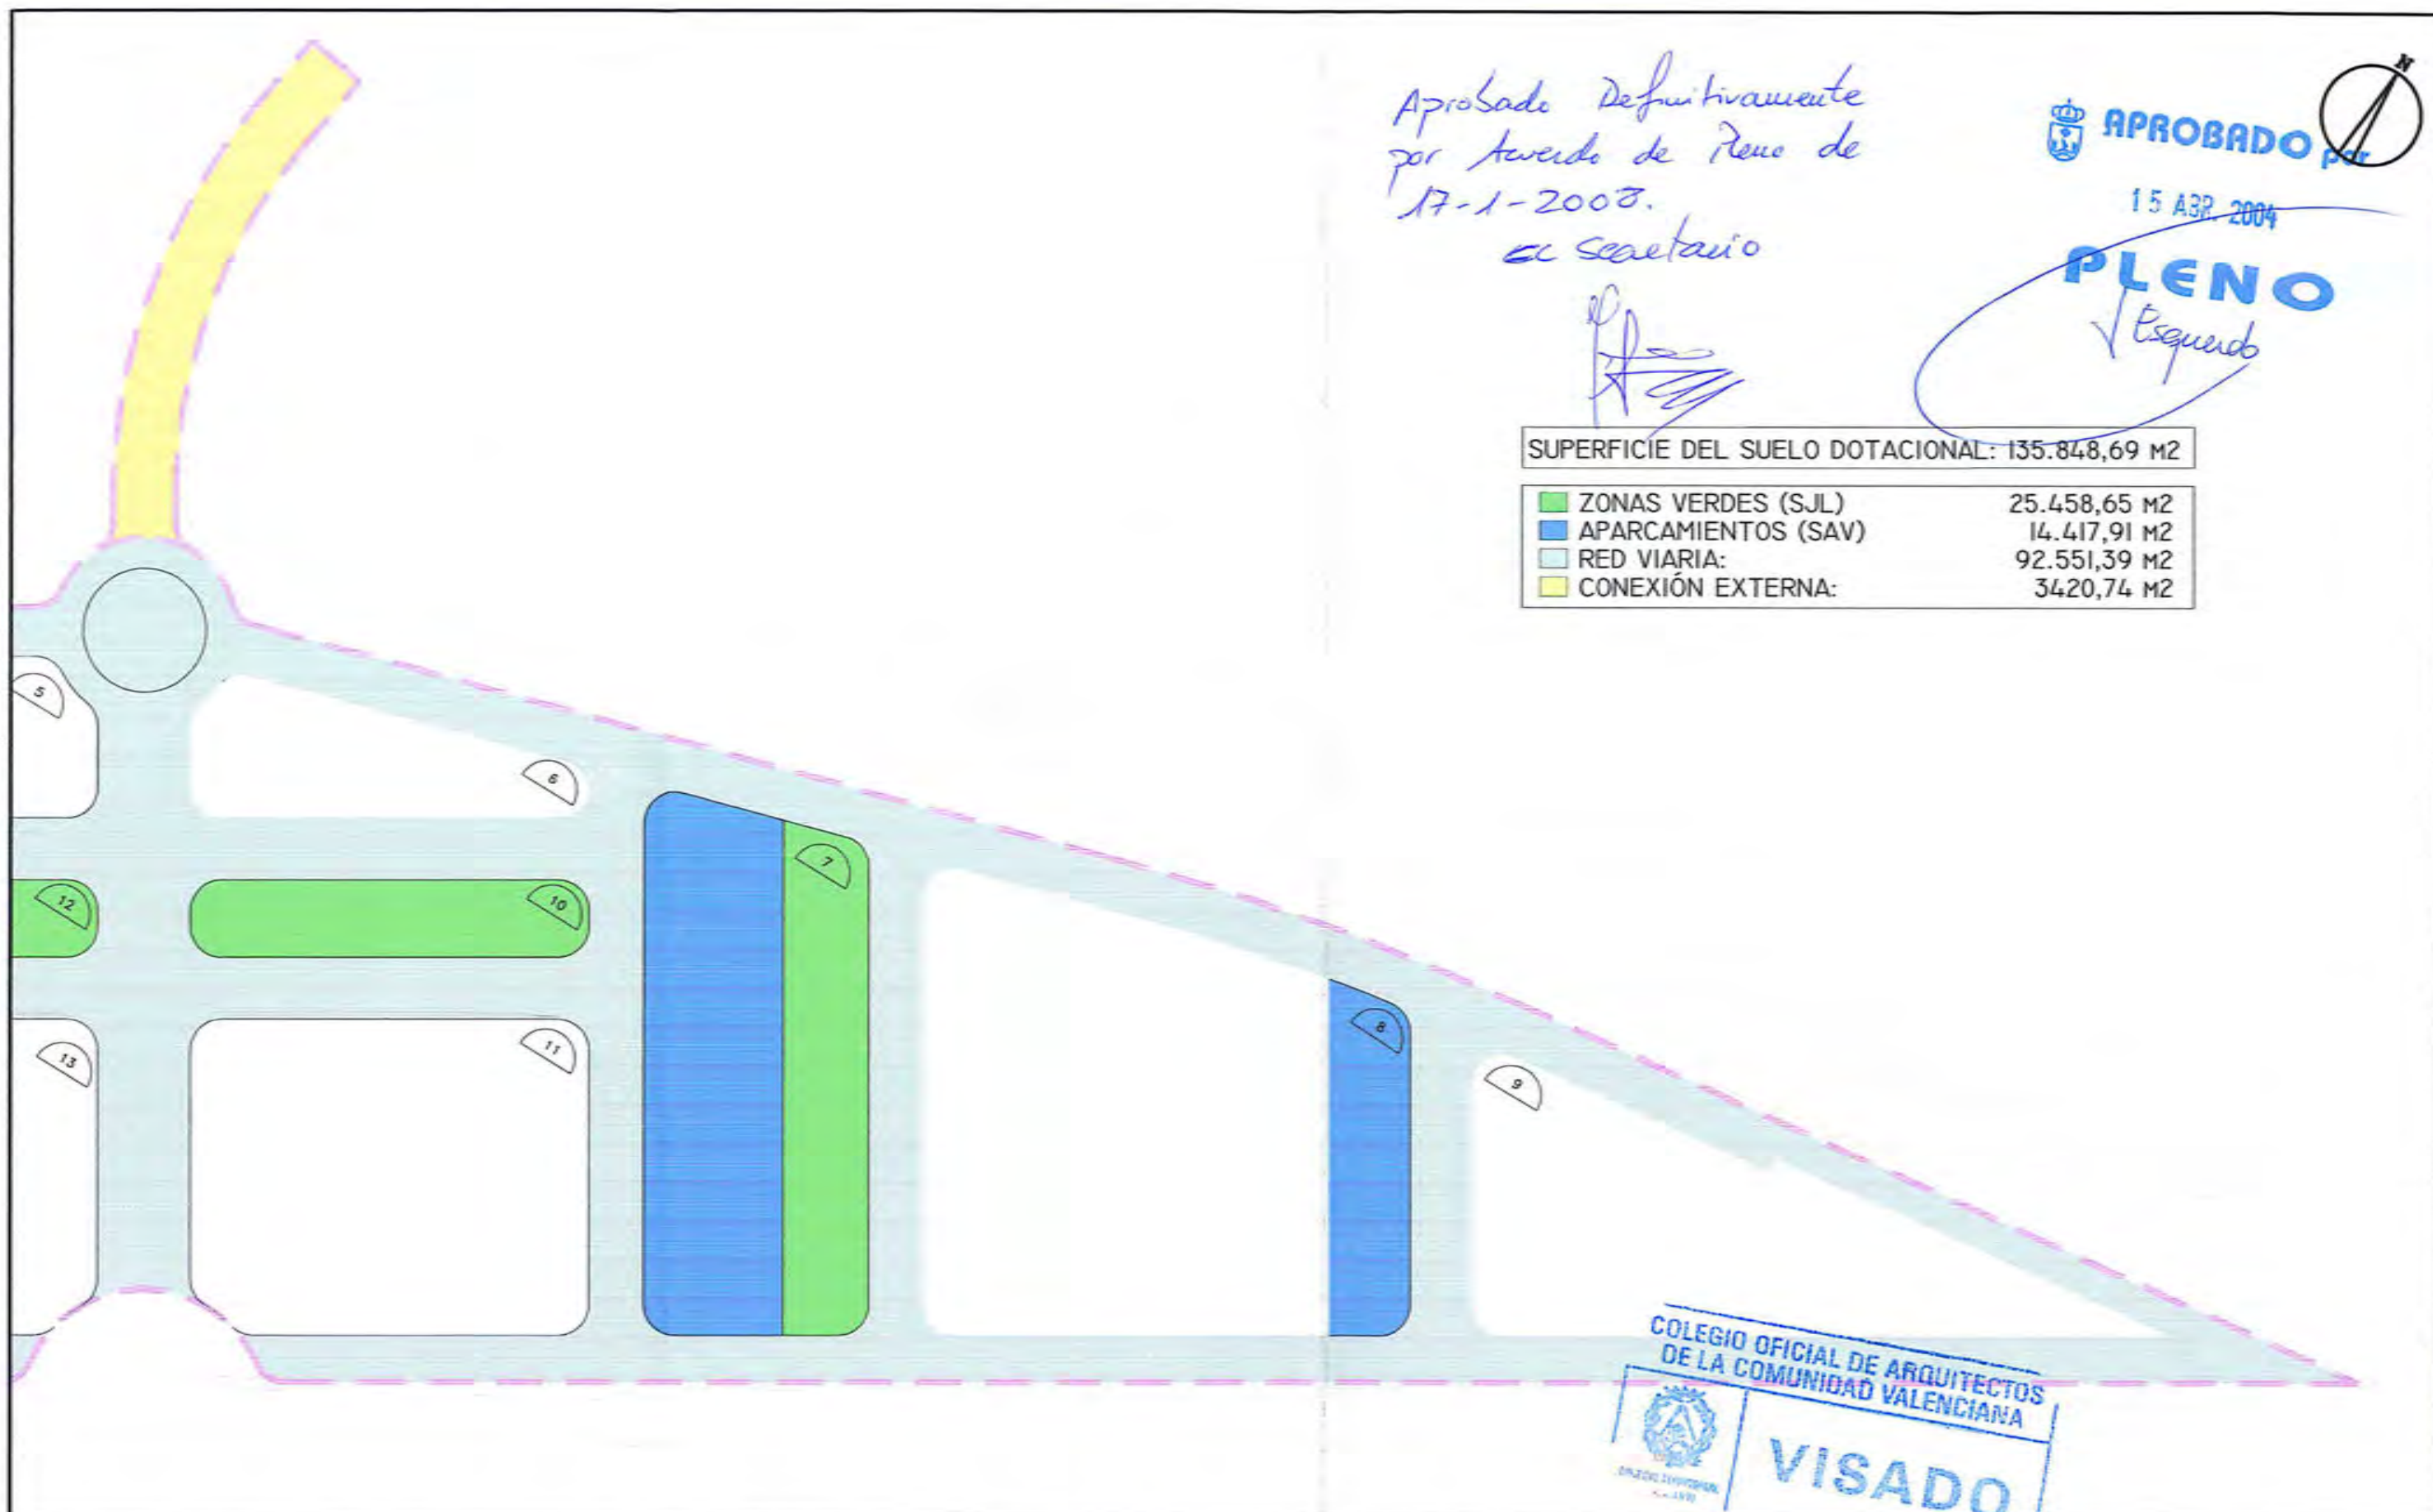 Aprobado Definitivamente
por Acuerdo de Pleno de
17-1-2008.
El Secretario
N
APROBADO por
15 ABR. 2004
PLENO
Esquerdo
SUPERFICIE DEL SUELO DOTACIONAL: 135.848,69 M2
ZONAS VERDES (SJL) 25.458,65 M2
APARCAMIENTOS (SAV) 14.417,91 M2
RED VIARIA: 92.551,39 M2
CONEXIÓN EXTERNA: 3420,74 M2
5
6
7
12
10
8
13
11
9
COLEGIO OFICIAL DE ARQUITECTOS
DE LA COMUNIDAD VALENCIANA
VISADO